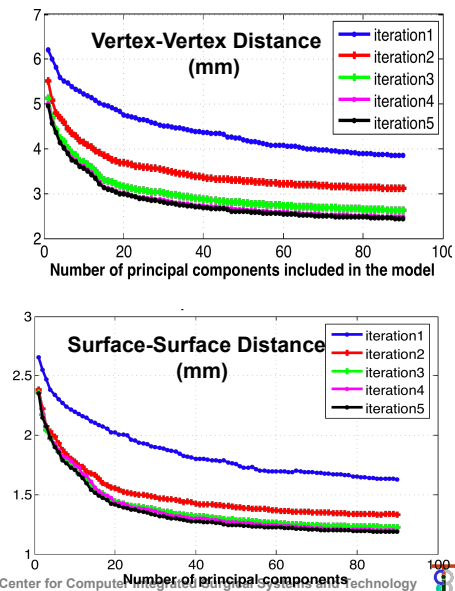 7
6
5
4
3
2
Vertex-Vertex Distance
(mm)
iteration1
iteration2
iteration3
iteration4
iteration5
0 20 40 60 80 100
Number of principal components included in the model
3
2.5
2
1.5
1
Surface-Surface Distance
(mm)
iteration1
iteration2
iteration3
iteration4
iteration5
0 20 40 60 80 100
Number of principal components
Center for Computer Integrated Surgical Systems and Technology